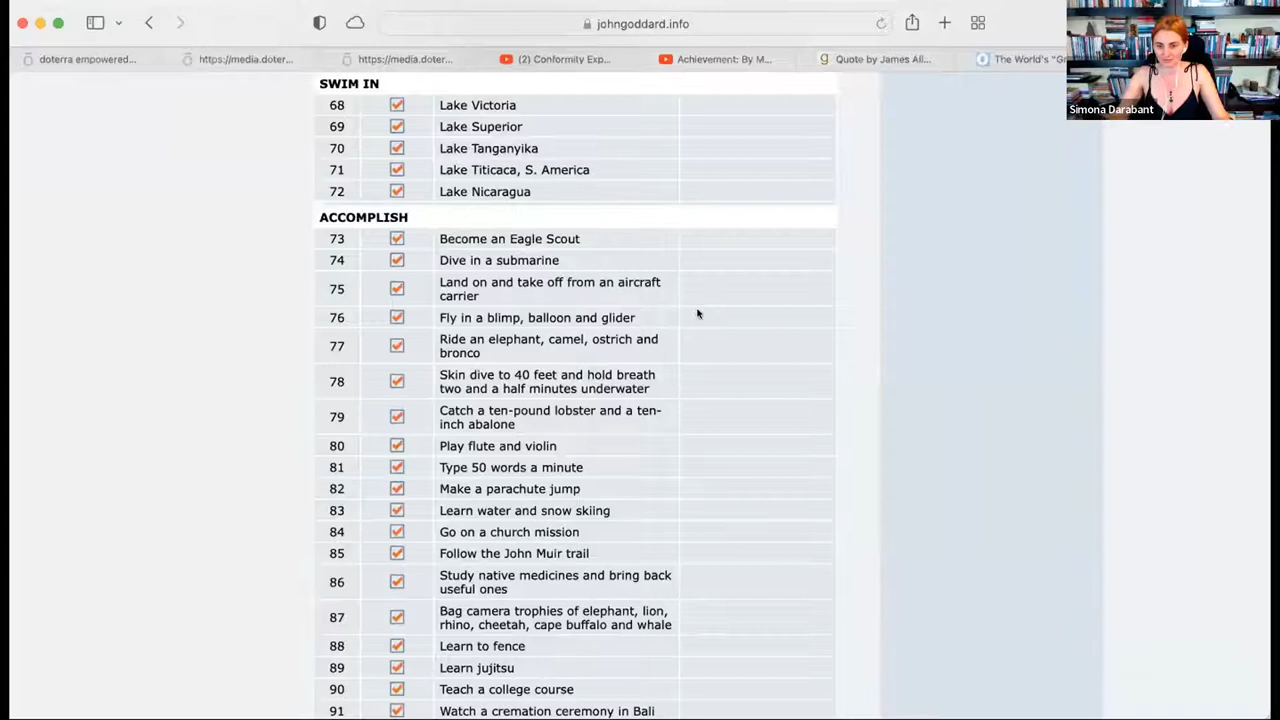 johngoddard.info
doterra empowered...
https://media.doter...
https://media.doter...
(2) Conformity Exp...
Achievement: By M...
Quote by James All...
The World's "Gr
Simona Darabant
SWIM IN
68 Lake Victoria
69 Lake Superior
70 Lake Tanganyika
71 Lake Titicaca, S. America
72 Lake Nicaragua
ACCOMPLISH
73 Become an Eagle Scout
74 Dive in a submarine
75 Land on and take off from an aircraft
carrier
76 Fly in a blimp, balloon and glider
77 Ride an elephant, camel, ostrich and
bronco
78 Skin dive to 40 feet and hold breath
two and a half minutes underwater
79 Catch a ten-pound lobster and a ten-
inch abalone
80 Play flute and violin
81 Type 50 words a minute
82 Make a parachute jump
83 Learn water and snow skiing
84 Go on a church mission
85 Follow the John Muir trail
86 Study native medicines and bring back
useful ones
87 Bag camera trophies of elephant, lion,
rhino, cheetah, cape buffalo and whale
88 Learn to fence
89 Learn jujitsu
90 Teach a college course
91 Watch a cremation ceremony in Bali